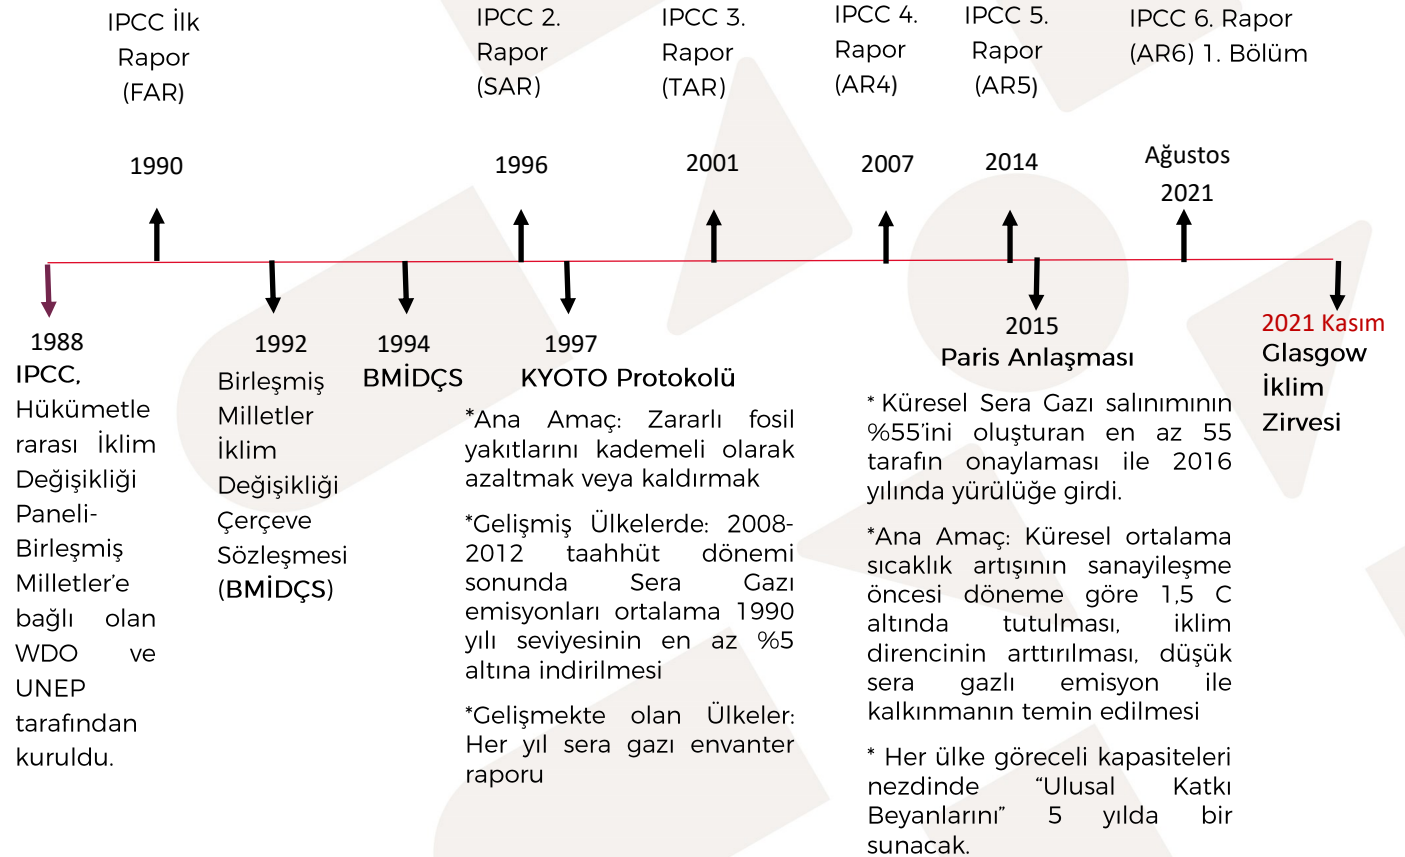 IPCC İlk
Rapor
(FAR)
IPCC 2.
Rapor
(SAR)
IPCC 3.
Rapor
(TAR)
IPCC 4.
Rapor
(AR4)
IPCC 5.
Rapor
(AR5)
IPCC 6. Rapor
(AR6) 1. Bölüm
1990
1996
2001
2007
2014
Ağustos
2021
1988
IPCC,
Hükümetle
rarası İklim
Değişikliği
Paneli-
Birleşmiş
Milletler’e
bağlı olan
WDO ve
UNEP
tarafından
kuruldu.
1992
Birleşmiş
Milletler
İklim
Değişikliği
Çerçeve
Sözleşmesi
(BMİDÇS)
1994
BMİDÇS
1997
KYOTO Protokolü
*Ana Amaç: Zararlı fosil
yakıtlarını kademeli olarak
azaltmak veya kaldırmak
*Gelişmiş Ülkelerde: 2008-
2012 taahhüt dönemi
sonunda Sera Gazı
emisyonları ortalama 1990
yılı seviyesinin en az %5
altına indirilmesi
*Gelişmekte olan Ülkeler:
Her yıl sera gazı envanter
raporu
2015
Paris Anlaşması
* Küresel Sera Gazı salınımının
%55’ini oluşturan en az 55
tarafın onaylaması ile 2016
yılında yürülüğe girdi.
*Ana Amaç: Küresel ortalama
sıcaklık artışının sanayileşme
öncesi döneme göre 1,5 C
altında tutulması, iklim
direncinin arttırılması, düşük
sera gazlı emisyon ile
kalkınmanın temin edilmesi
* Her ülke göreceli kapasiteleri
nezdinde “Ulusal Katkı
Beyanlarını” 5 yılda bir
sunacak.
2021 Kasım
Glasgow
İklim
Zirvesi